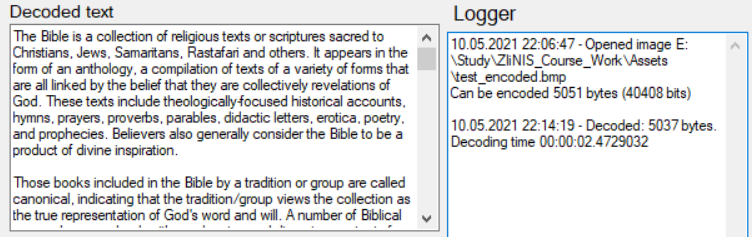 Decoded text
The Bible is a collection of religious texts or scriptures sacred to
Christians, Jews, Samaritans, Rastafari and others. It appears in the
form of an anthology, a compilation of texts of a variety of forms that
are all linked by the belief that they are collectively revelations of
God. These texts include theologically-focused historical accounts,
hymns, prayers, proverbs, parables, didactic letters, erotica, poetry,
and prophecies. Believers also generally consider the Bible to be a
product of divine inspiration.
Those books included in the Bible by a tradition or group are called
canonical, indicating that the tradition/group views the collection as
the true representation of God's word and will. A number of Biblical
Logger
10.05.2021 22:06:47 - Opened image E:
\Study\ZIiNIS_Course_Work\Assets
\test_encoded.bmp
Can be encoded 5051 bytes (40408 bits)
10.05.2021 22:14:19 - Decoded: 5037 bytes.
Decoding time 00:00:02.4729032